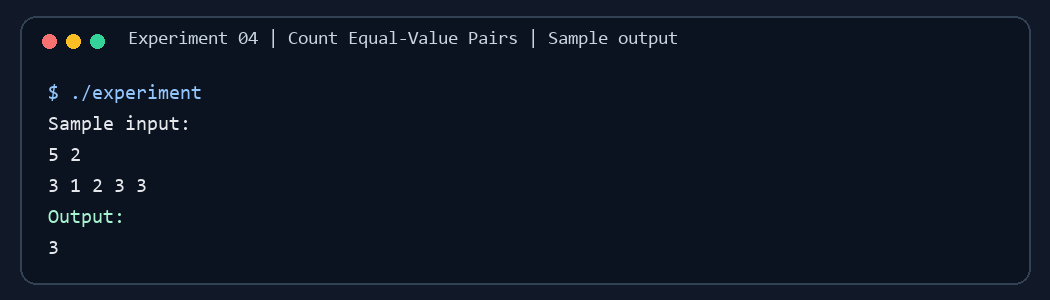 Experiment 04 | Count Equal-Value Pairs | Sample output
$ ./experiment
Sample input:
5 2
3 1 2 3 3
Output:
3